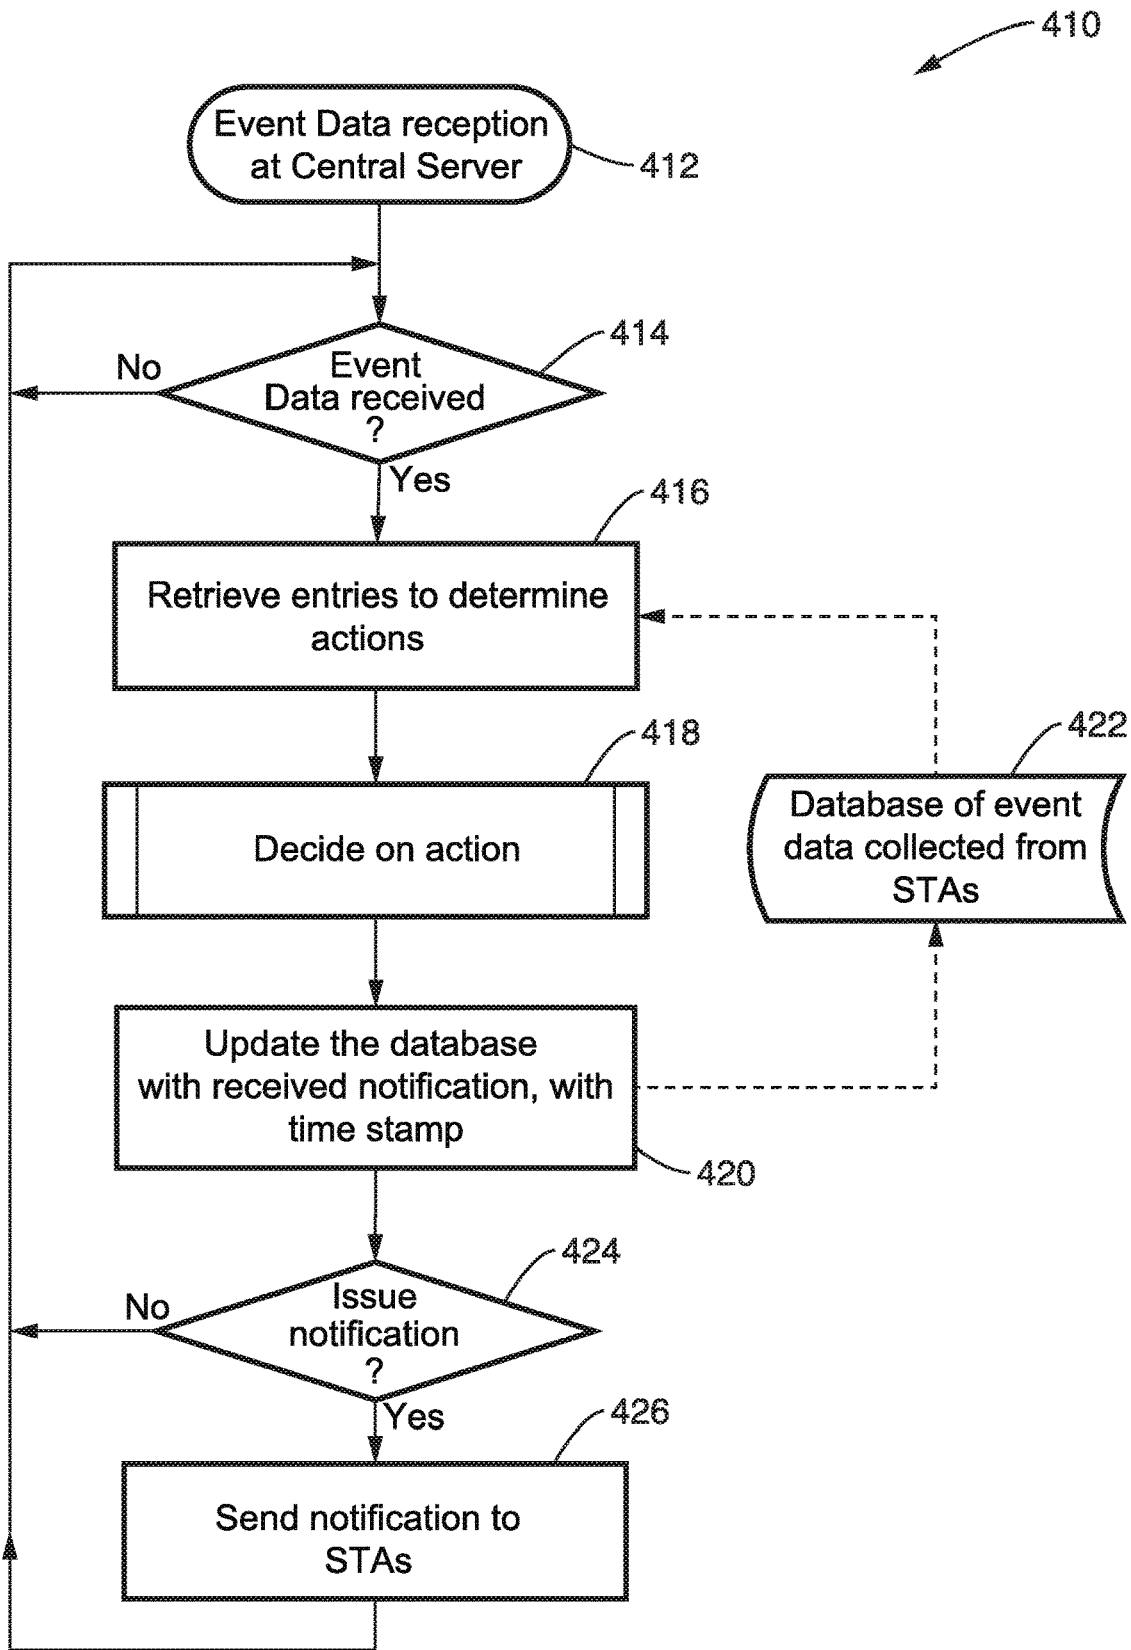 410
Event Data reception
at Central Server
412
414
No
Event
Data received
?
Yes
416
Retrieve entries to determine
actions
418
422
Decide on action
Database of event
data collected from
STAs
Update the database
with received notification, with
time stamp
420
424
No
Issue
notification
?
Yes
426
Send notification to
STAs